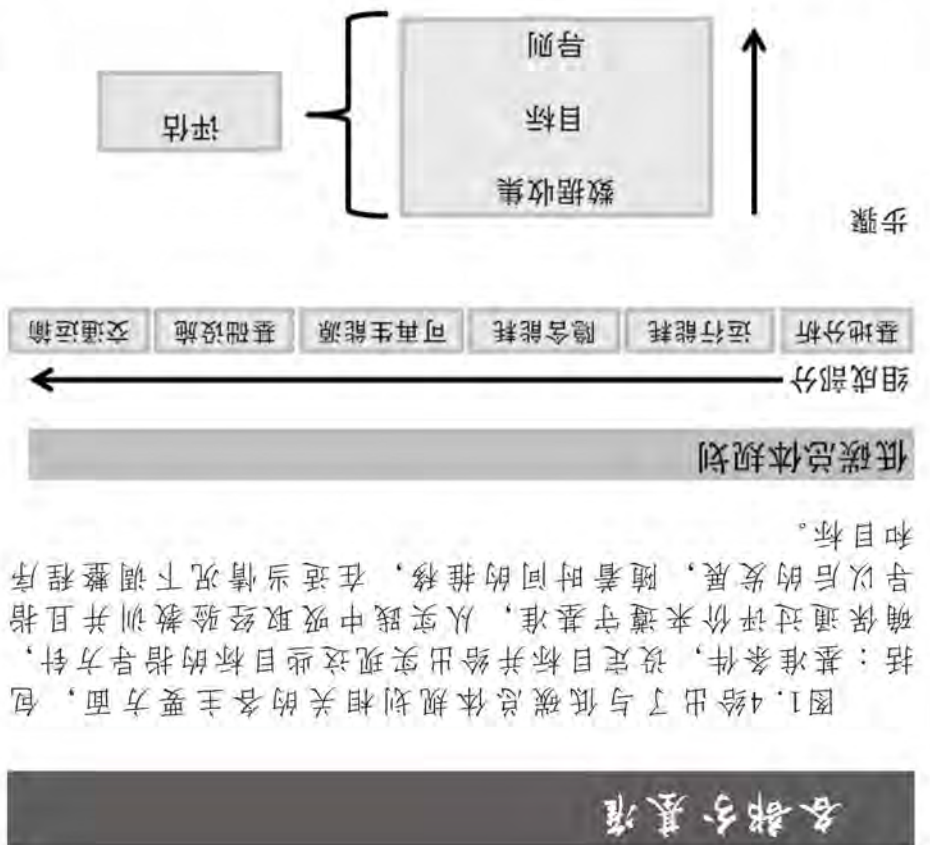 各部分基准
图1.4给出了与低碳总体规划相关的各主要方面，包
括：基准条件，设定目标并给出实现这些目标的指导方针，
确保通过评价来遵守基准，从实践中吸取经验教训并且指
导以后的发展，随着时间的推移，在适当情况下调整程序
和目标。
低碳总体规划
组成部分
基地分析 运行能耗 隐含能耗 可再生能源 基础设施 交通运输
步骤
数据收集
目标
导则
评估